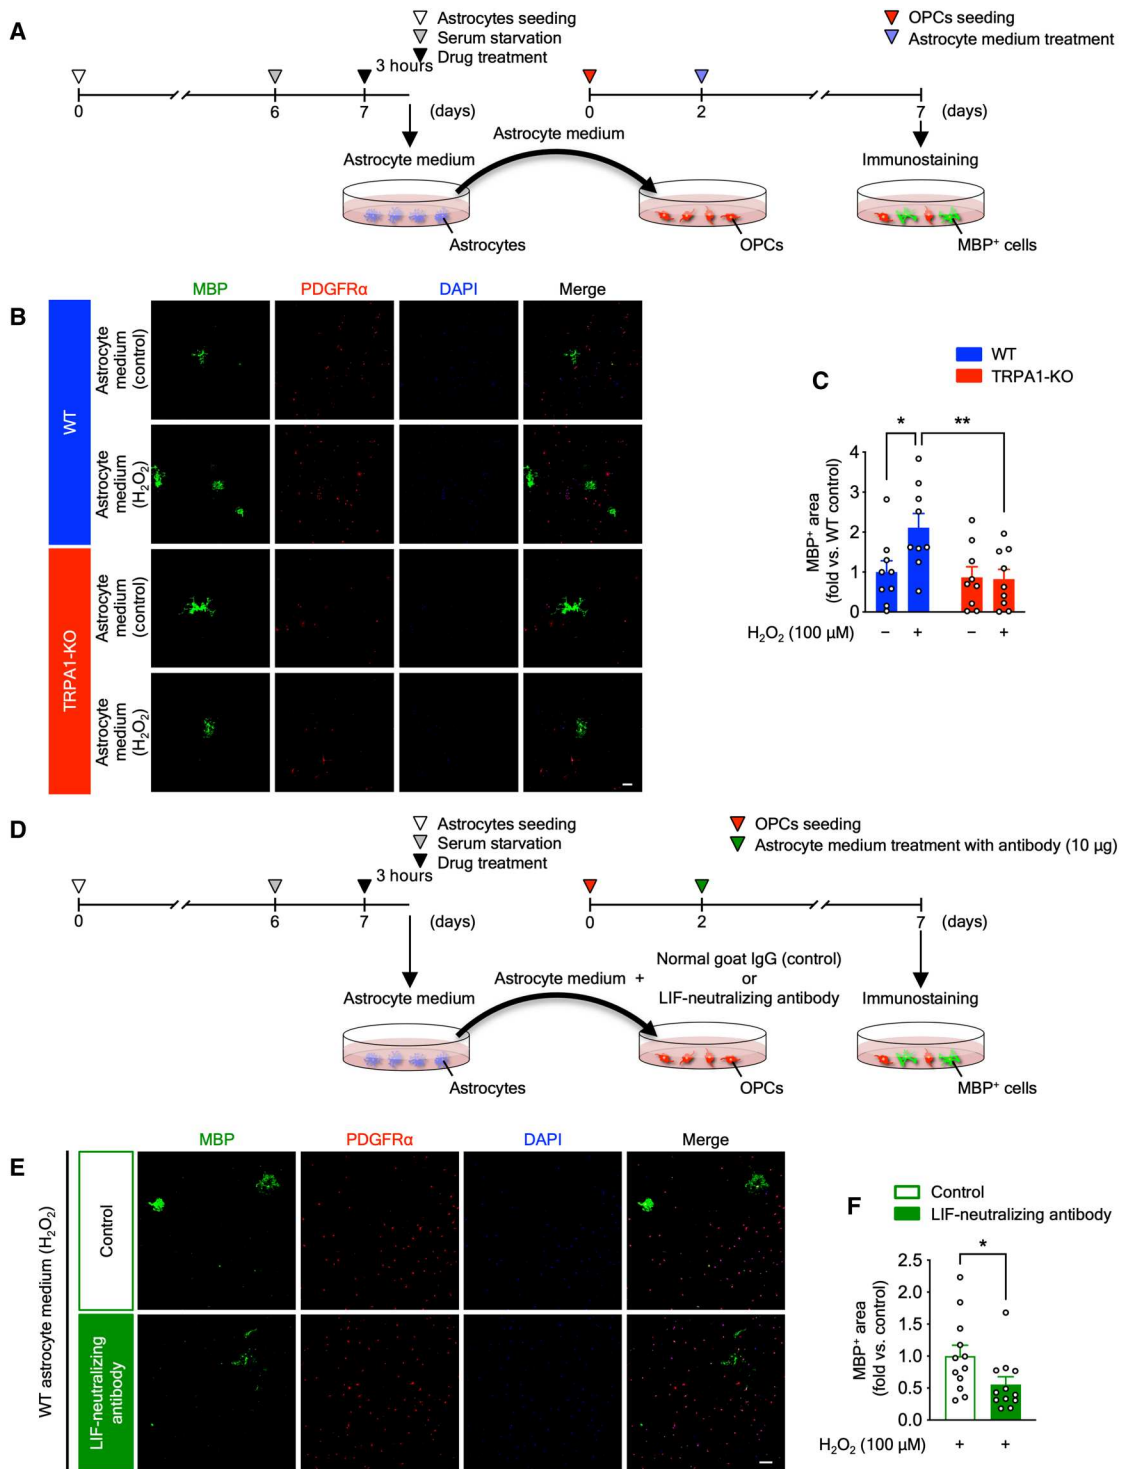 A
Astrocytes seeding
Serum starvation
Drug treatment
OPCs seeding
Astrocyte medium treatment
3 hours
0
6
7
(days)
0
2
7
(days)
Astrocyte medium
Astrocyte medium
Immunostaining
Astrocytes
OPCs
MBP⁺ cells
B
MBP
PDGFRα
DAPI
Merge
WT
Astrocyte
medium
(control)
Astrocyte
medium
(H₂O₂)
TRPA1-KO
Astrocyte
medium
(control)
Astrocyte
medium
(H₂O₂)
C
WT
TRPA1-KO
*
**
MBP⁺ area
(fold vs. WT control)
4
3
2
1
0
H₂O₂ (100 μM)
−
+
−
+
D
Astrocytes seeding
Serum starvation
Drug treatment
OPCs seeding
Astrocyte medium treatment with antibody (10 μg)
3 hours
0
6
7
(days)
0
2
7
(days)
Astrocyte medium +
Normal goat IgG (control)
or
LIF-neutralizing antibody
Astrocyte medium
Immunostaining
Astrocytes
OPCs
MBP⁺ cells
E
MBP
PDGFRα
DAPI
Merge
WT astrocyte medium (H₂O₂)
Control
LIF-neutralizing
antibody
F
Control
LIF-neutralizing antibody
*
MBP⁺ area
(fold vs. control)
2.5
2.0
1.5
1.0
0.5
0.0
H₂O₂ (100 μM)
+
+